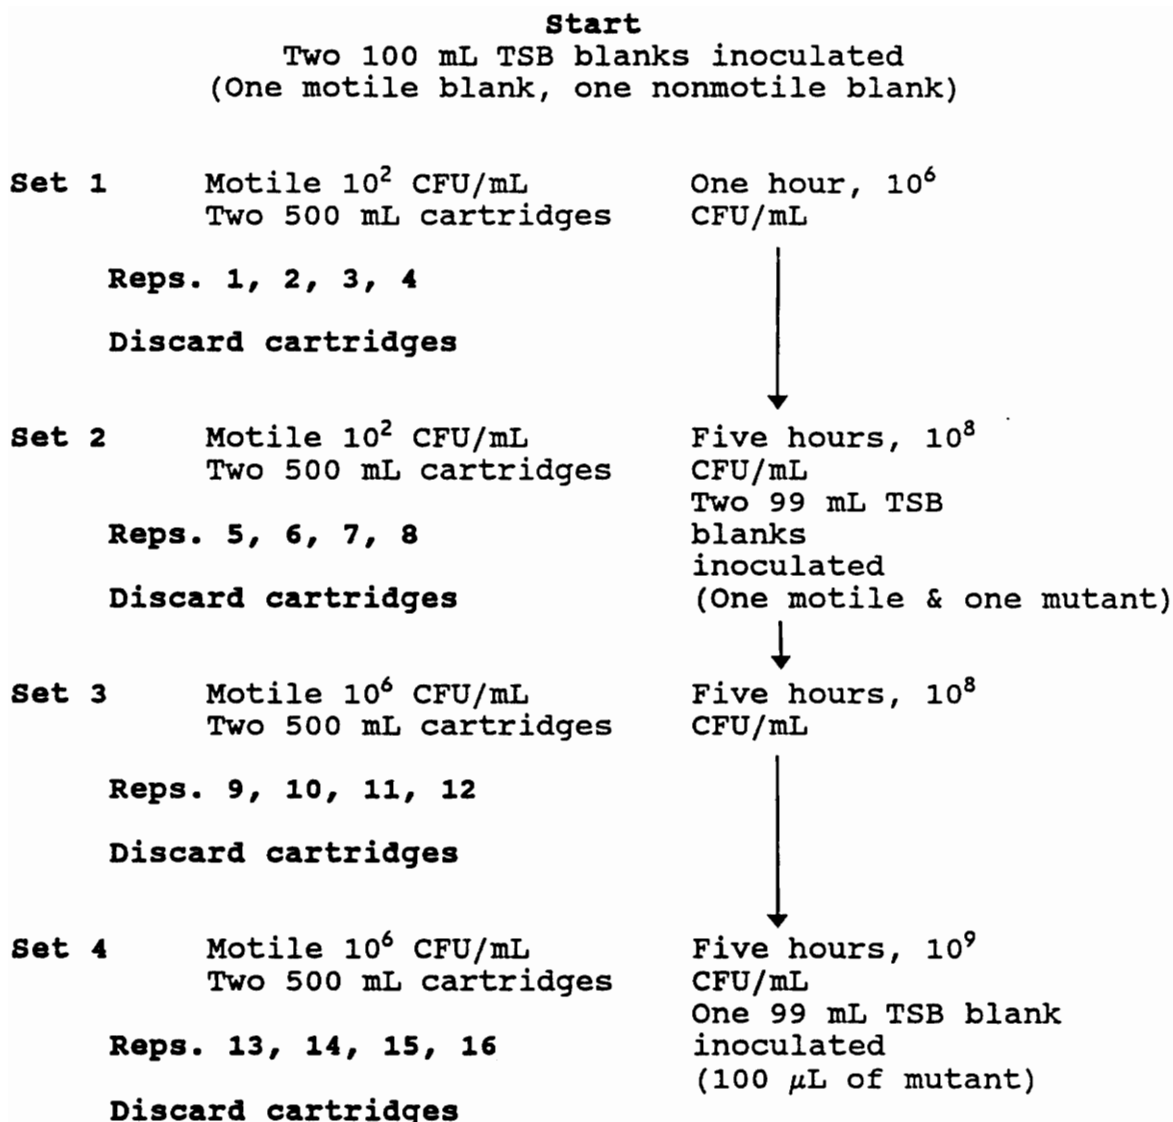 Start
Two 100 mL TSB blanks inoculated
(One motile blank, one nonmotile blank)
Set 1 Motile 10² CFU/mL One hour, 10⁶
Two 500 mL cartridges CFU/mL
Reps. 1, 2, 3, 4
Discard cartridges
Set 2 Motile 10² CFU/mL Five hours, 10⁸
Two 500 mL cartridges CFU/mL
Two 99 mL TSB
Reps. 5, 6, 7, 8 blanks
inoculated
Discard cartridges (One motile & one mutant)
Set 3 Motile 10⁶ CFU/mL Five hours, 10⁸
Two 500 mL cartridges CFU/mL
Reps. 9, 10, 11, 12
Discard cartridges
Set 4 Motile 10⁶ CFU/mL Five hours, 10⁹
Two 500 mL cartridges CFU/mL
One 99 mL TSB blank
Reps. 13, 14, 15, 16 inoculated
(100 μL of mutant)
Discard cartridges